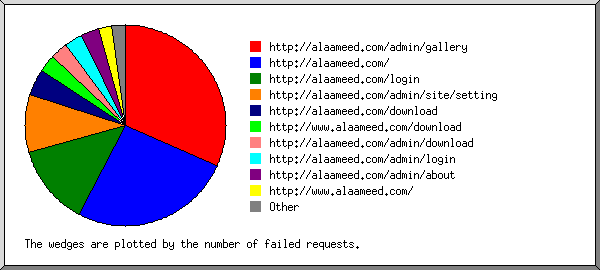 http://alaameed.com/admin/gallery
http://alaameed.com/
http://alaameed.com/login
http://alaameed.com/admin/site/setting
http://alaameed.com/download
http://www.alaameed.com/download
http://alaameed.com/admin/download
http://alaameed.com/admin/login
http://alaameed.com/admin/about
http://www.alaameed.com/
Other
The wedges are plotted by the number of failed requests.